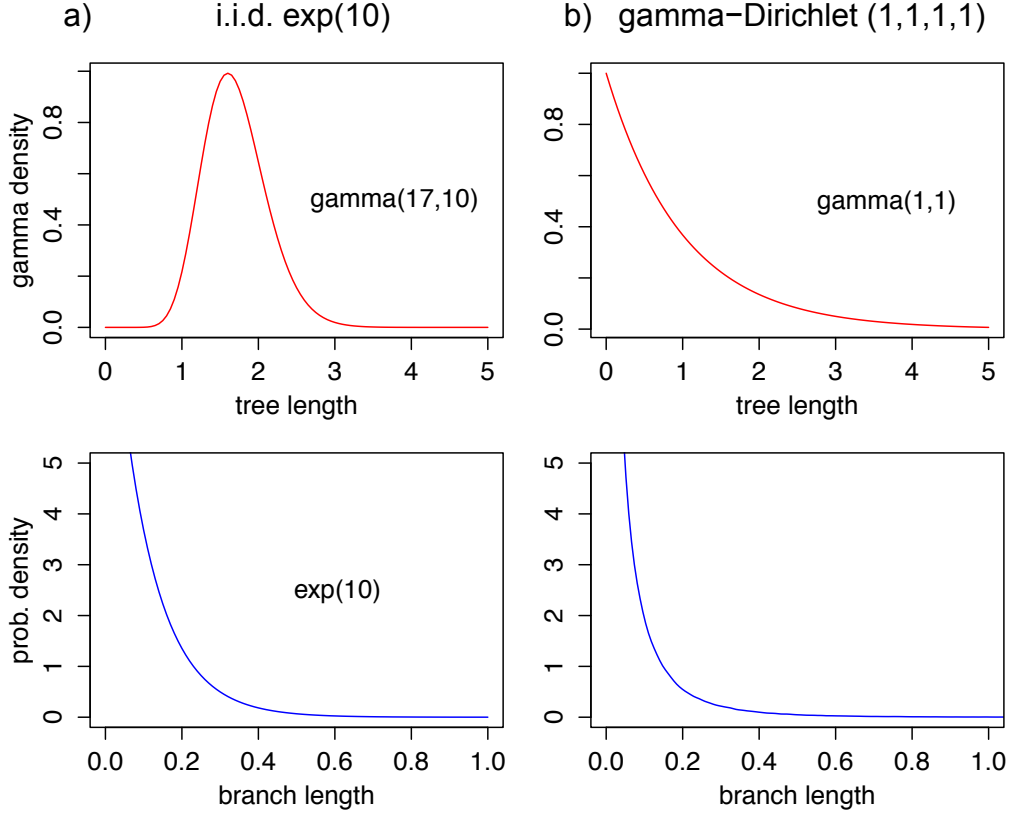 a) i.i.d. exp(10)
b) gamma−Dirichlet (1,1,1,1)
gamma density
0.0 0.4 0.8
gamma(17,10)
0 1 2 3 4 5
tree length
0.0 0.4 0.8
gamma(1,1)
0 1 2 3 4 5
tree length
prob. density
0 1 2 3 4 5
exp(10)
0.0 0.2 0.4 0.6 0.8 1.0
branch length
0 1 2 3 4 5
0.0 0.2 0.4 0.6 0.8 1.0
branch length